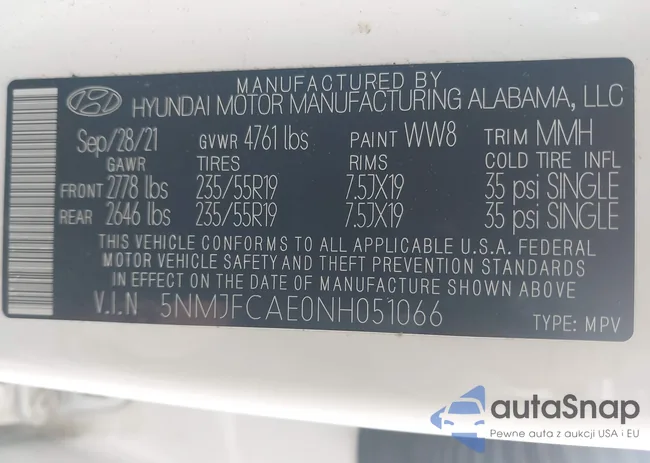 MANUFACTURED BY
HYUNDAI MOTOR MANUFACTURING ALABAMA, LLC
Sep/28/21 GVWR 4761 lbs PAINT WW8 TRIM MMH
GAWR TIRES RIMS COLD TIRE INFL
FRONT 2778 lbs 235/55R19 7.5JX19 35 psi SINGLE
REAR 2646 lbs 235/55R19 7.5JX19 35 psi SINGLE
THIS VEHICLE CONFORMS TO ALL APPLICABLE U.S.A. FEDERAL
MOTOR VEHICLE SAFETY AND THEFT PREVENTION STANDARDS
IN EFFECT ON THE DATE OF MANUFACTURE SHOWN ABOVE
V.I.N 5NMJFCAE0NH051066
TYPE: MPV
autaSnap
Pewne auta z aukcji USA i EU